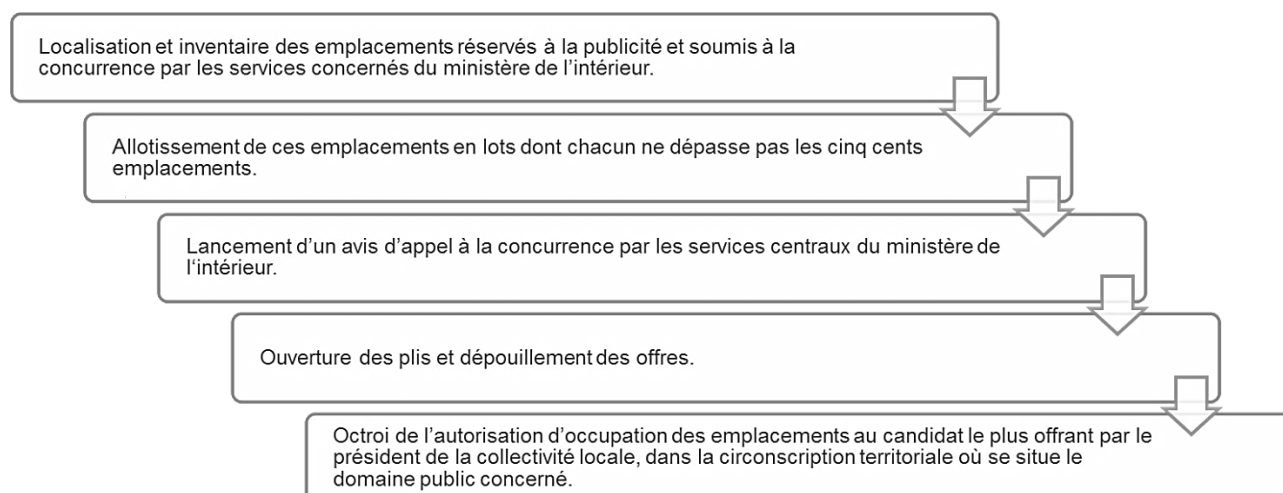 Localisation et inventaire des emplacements réservés à la publicité et soumis à la
concurrence par les services concernés du ministère de l’intérieur.
Allotissement de ces emplacements en lots dont chacun ne dépasse pas les cinq cents
emplacements.
Lancement d’un avis d’appel à la concurrence par les services centraux du ministère de
l‘intérieur.
Ouverture des plis et dépouillement des offres.
Octroi de l’autorisation d’occupation des emplacements au candidat le plus offrant par le
président de la collectivité locale, dans la circonscription territoriale où se situe le
domaine public concerné.